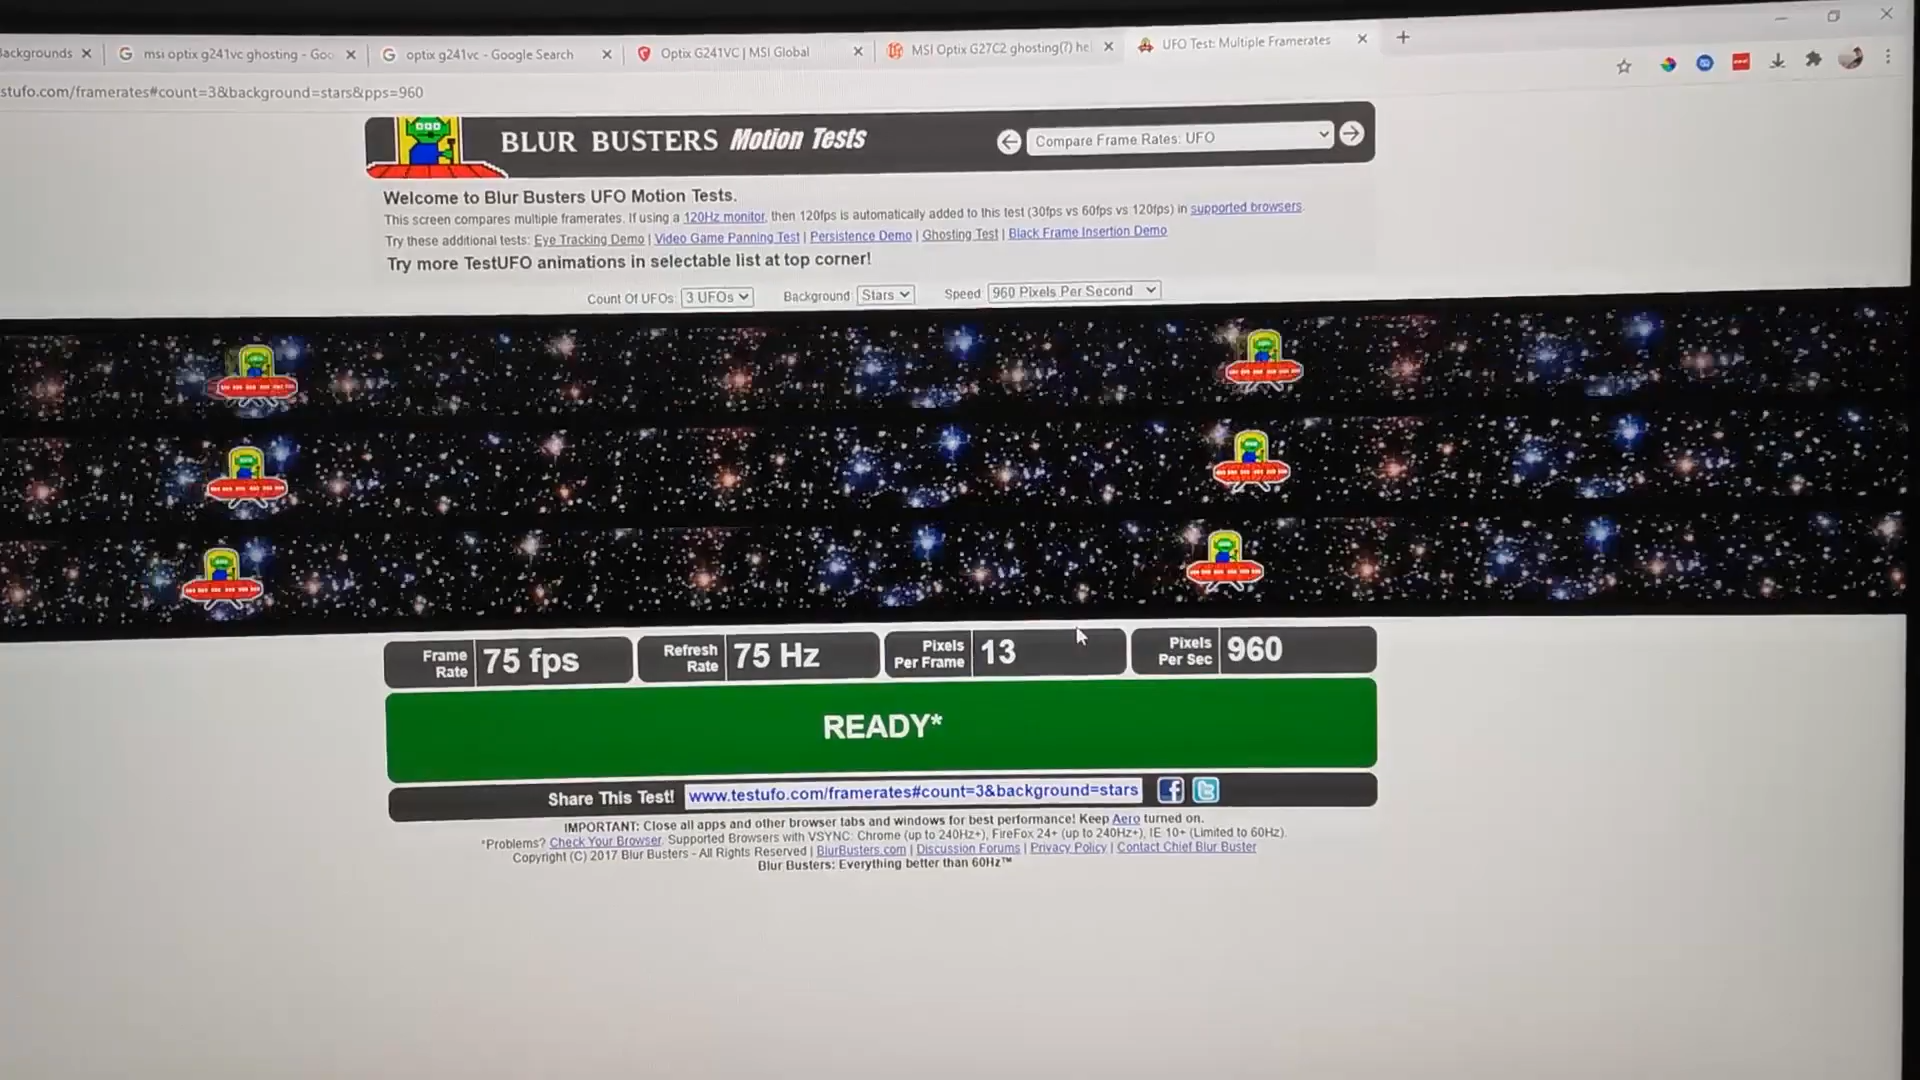 ackgrounds
msi optix g241vc ghosting - Goo
optix g241vc - Google Search
Optix G241VC | MSI Global
MSI Optix G27C2 ghosting(?) he
UFO Test: Multiple Framerates
stufo.com/framerates#count=3&background=stars&pps=960
BLUR BUSTERS Motion Tests
Compare Frame Rates: UFO
Welcome to Blur Busters UFO Motion Tests.
This screen compares multiple framerates. If using a 120Hz monitor, then 120fps is automatically added to this test (30fps vs 60fps vs 120fps) in supported browsers.
Try these additional tests: Eye Tracking Demo | Video Game Panning Test | Persistence Demo | Ghosting Test | Black Frame Insertion Demo
Try more TestUFO animations in selectable list at top corner!
Count Of UFOs: 3 UFOs Background: Stars Speed: 960 Pixels Per Second
Frame Rate 75 fps
Refresh Rate 75 Hz
Pixels Per Frame 13
Pixels Per Sec 960
READY*
Share This Test! www.testufo.com/framerates#count=3&background=stars
IMPORTANT: Close all apps and other browser tabs and windows for best performance! Keep Aero turned on.
*Problems? Check Your Browser. Supported Browsers with VSYNC: Chrome (up to 240Hz+), FireFox 24+ (up to 240Hz+), IE 10+ (Limited to 60Hz).
Copyright (C) 2017 Blur Busters - All Rights Reserved | BlurBusters.com | Discussion Forums | Privacy Policy | Contact Chief Blur Buster
Blur Busters: Everything better than 60Hz™